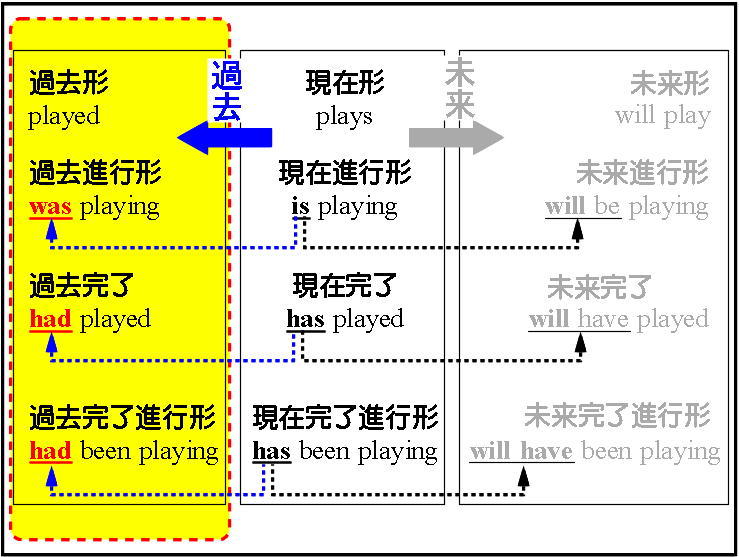 過去形
played
過去
現在形
plays
未来
未来形
will play
過去進行形
was playing
現在進行形
is playing
未来進行形
will be playing
過去完了
had played
現在完了
has played
未来完了
will have played
過去完了進行形
had been playing
現在完了進行形
has been playing
未来完了進行形
will have been playing